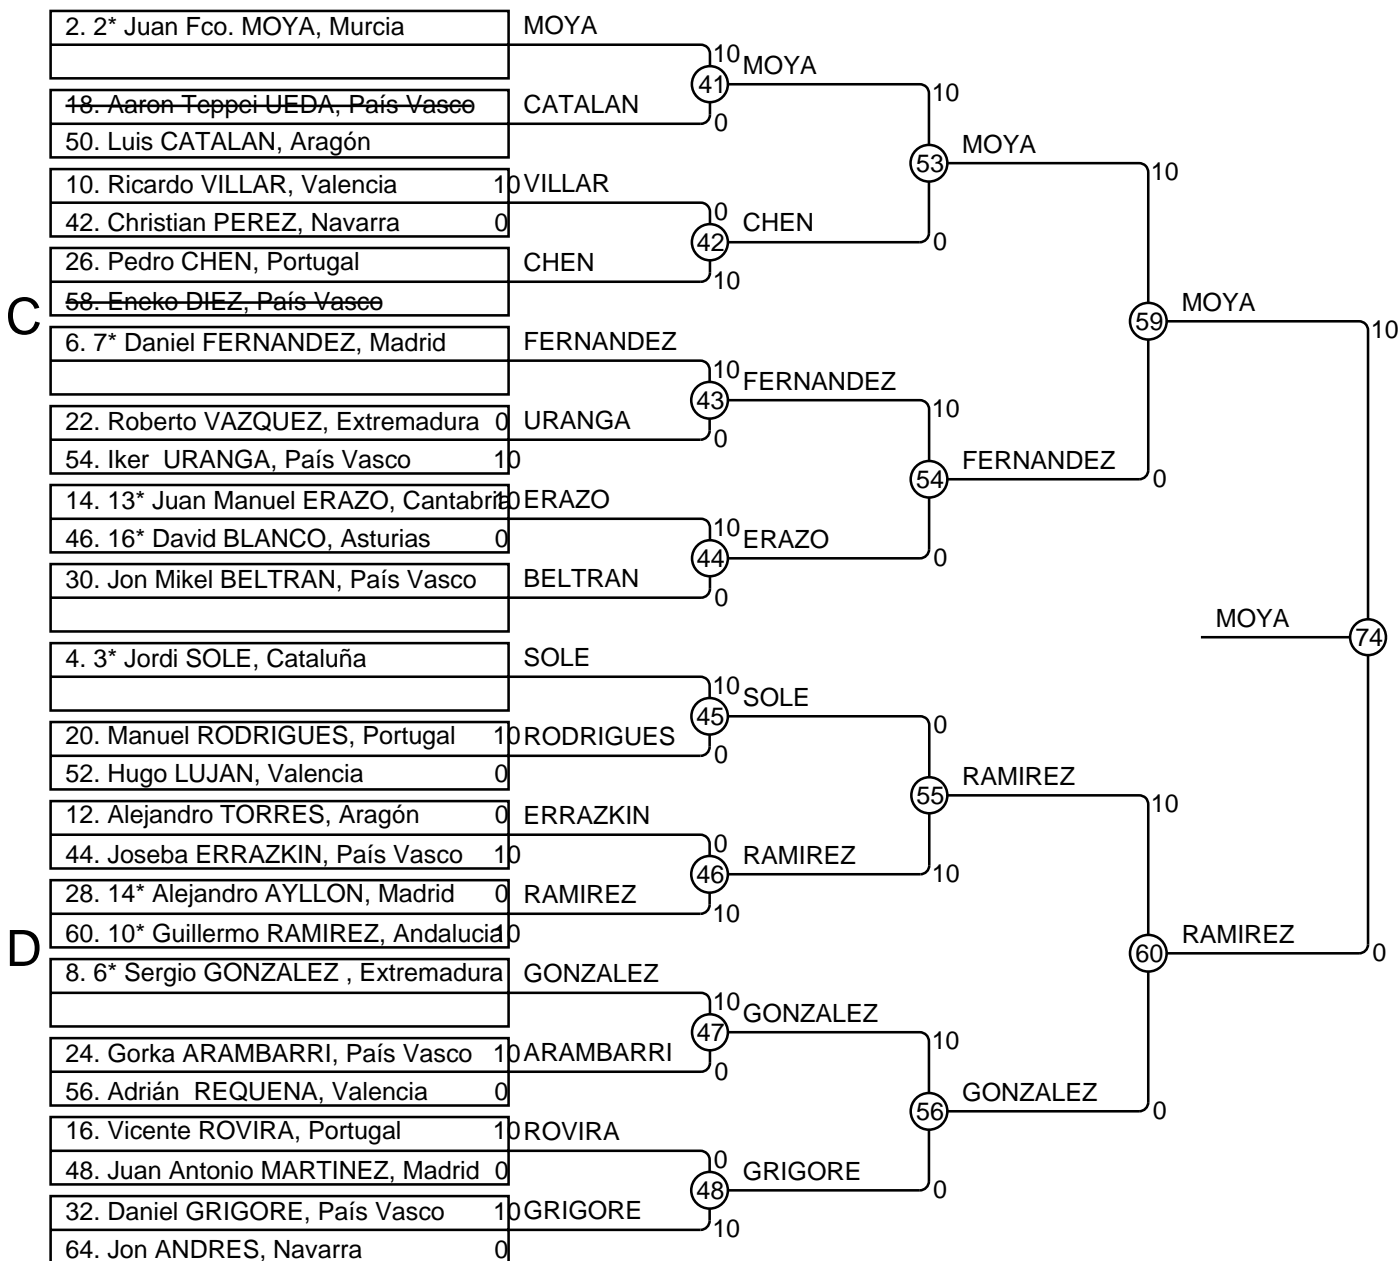 2. 2* Juan Fco. MOYA, Murcia MOYA
10
41 MOYA
18. Aaron Teppei UEDA, País Vasco CATALAN
0
10
50. Luis CATALAN, Aragón
53 MOYA
10. Ricardo VILLAR, Valencia 10 VILLAR
10
42. Christian PEREZ, Navarra 0
0
42 CHEN
0
26. Pedro CHEN, Portugal CHEN
10
58. Eneko DIEZ, País Vasco
C
59 MOYA
10
6. 7* Daniel FERNANDEZ, Madrid FERNANDEZ
10
43 FERNANDEZ
10
22. Roberto VAZQUEZ, Extremadura 0 URANGA
0
54. Iker URANGA, País Vasco 10
54 FERNANDEZ
0
14. 13* Juan Manuel ERAZO, Cantabria 10 ERAZO
10
46. 16* David BLANCO, Asturias 0
44 ERAZO
0
30. Jon Mikel BELTRAN, País Vasco BELTRAN
0
MOYA 74
4. 3* Jordi SOLE, Cataluña SOLE
10
45 SOLE
0
20. Manuel RODRIGUES, Portugal 10 RODRIGUES
0
52. Hugo LUJAN, Valencia 0
55 RAMIREZ
10
12. Alejandro TORRES, Aragón 0 ERRAZKIN
0
44. Joseba ERRAZKIN, País Vasco 10
46 RAMIREZ
10
28. 14* Alejandro AYLLON, Madrid 0 RAMIREZ
10
60. 10* Guillermo RAMIREZ, Andalucia 10
D
60 RAMIREZ
0
8. 6* Sergio GONZALEZ , Extremadura GONZALEZ
10
47 GONZALEZ
10
24. Gorka ARAMBARRI, País Vasco 10 ARAMBARRI
0
56. Adrián REQUENA, Valencia 0
56 GONZALEZ
0
16. Vicente ROVIRA, Portugal 10 ROVIRA
0
48. Juan Antonio MARTINEZ, Madrid 0
48 GRIGORE
0
32. Daniel GRIGORE, País Vasco 10 GRIGORE
10
64. Jon ANDRES, Navarra 0